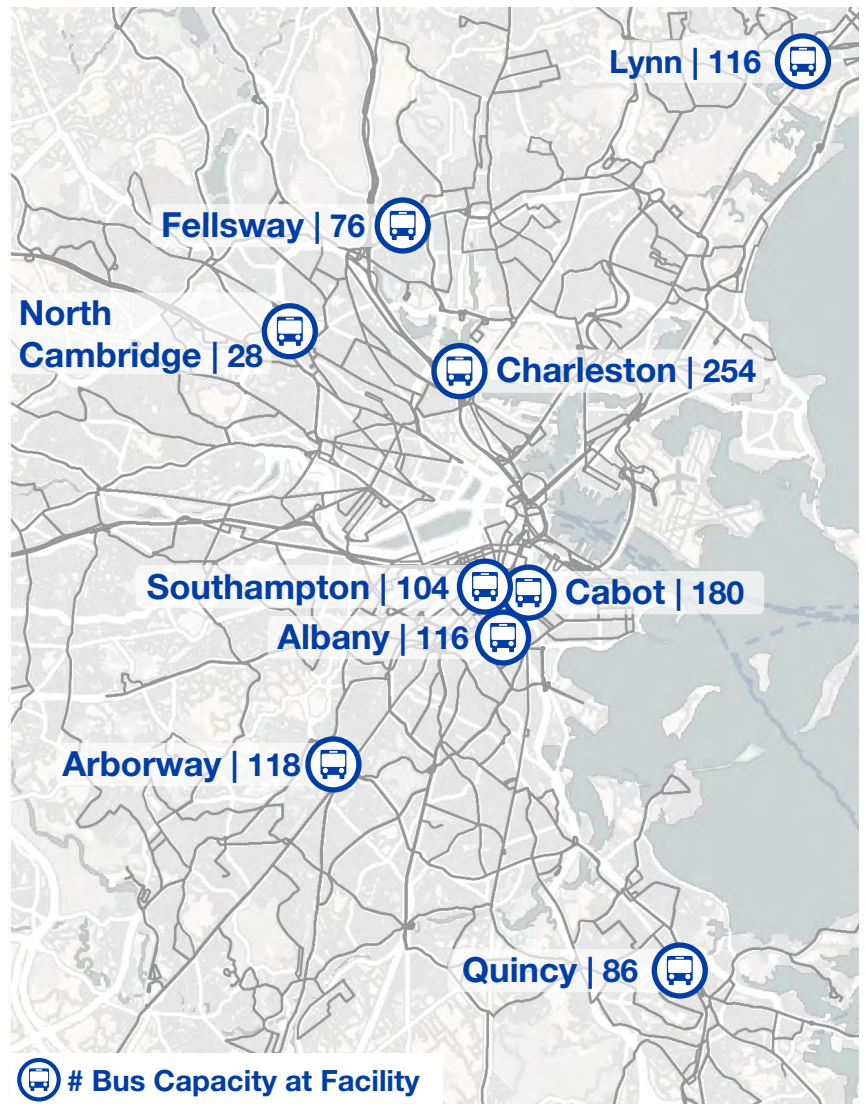 Lynn | 116
Fellsway | 76
North
Cambridge | 28
Charleston | 254
Southampton | 104
Cabot | 180
Albany | 116
Arborway | 118
Quincy | 86
# Bus Capacity at Facility